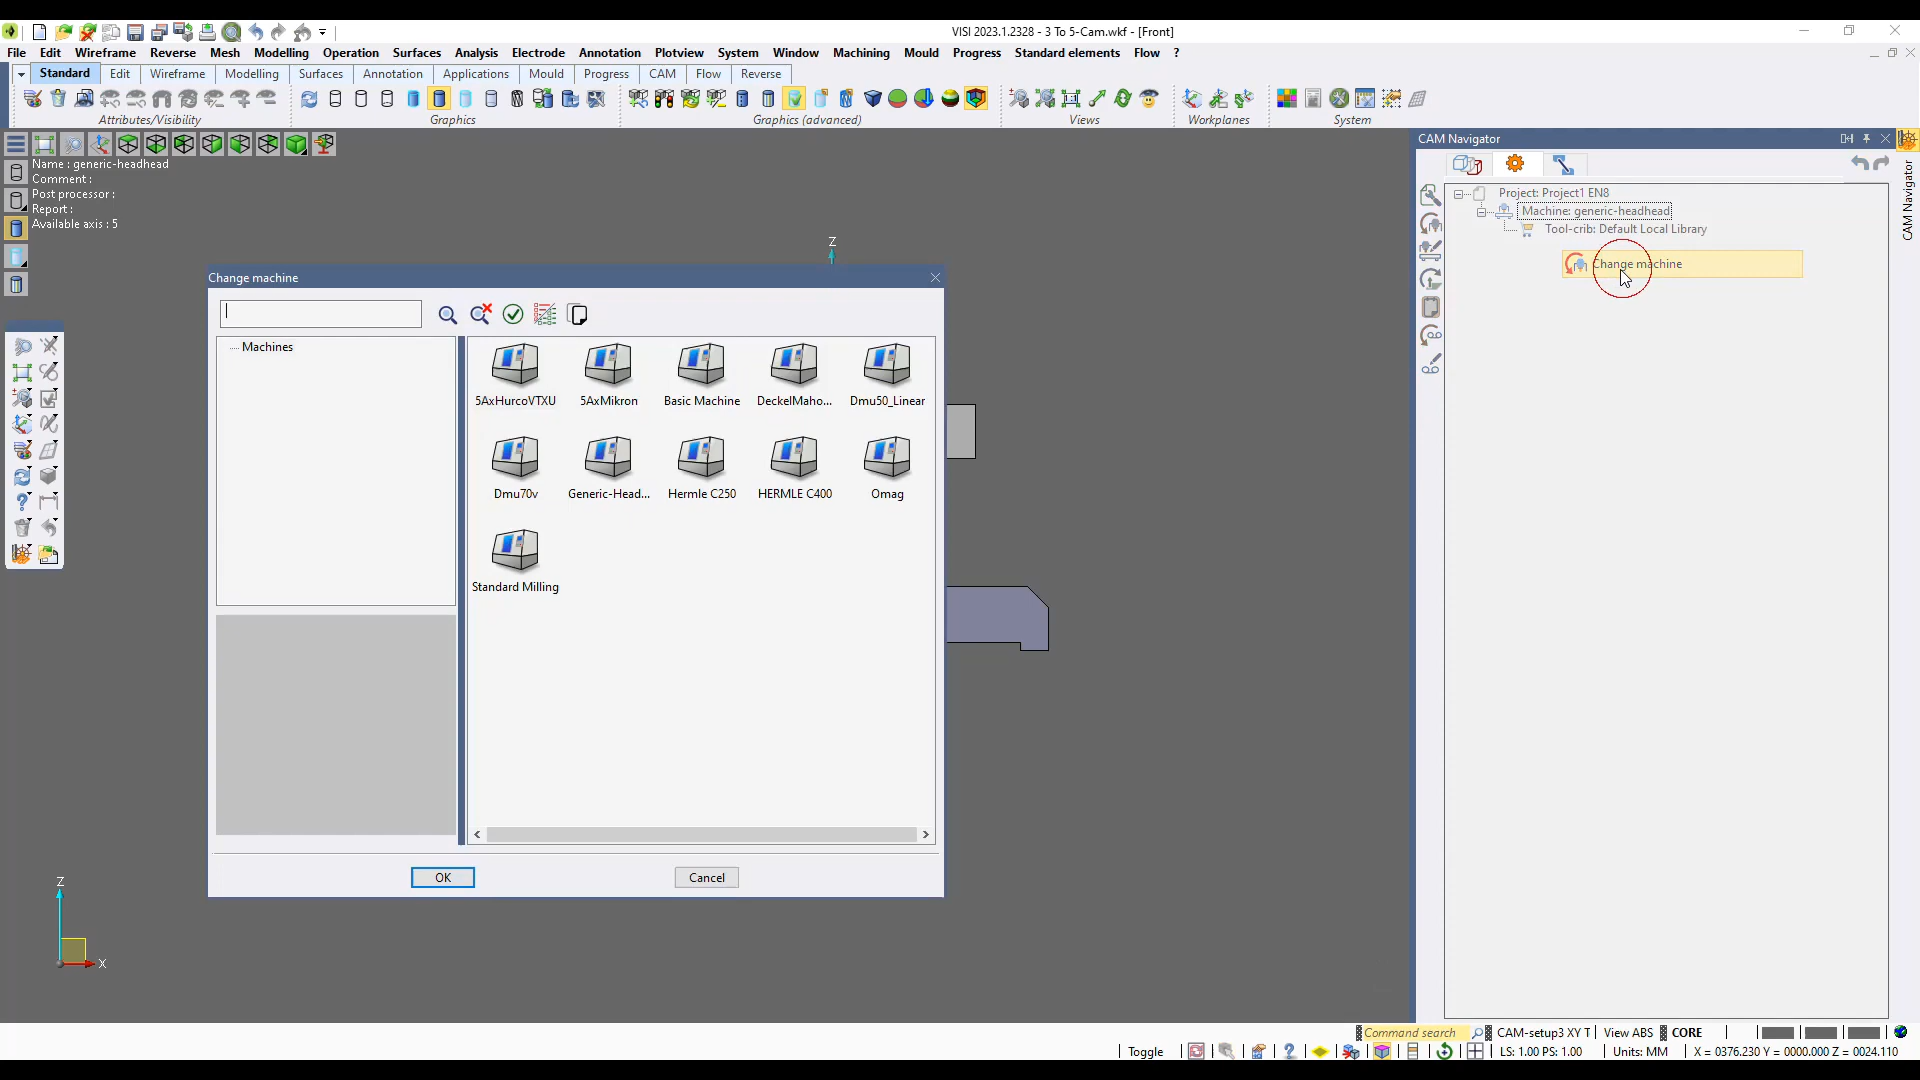 VISI 2023.1.2328 - 3 To 5-Cam.wkf - [Front]
File Edit Wireframe Reverse Mesh Modelling Operation Surfaces Analysis Electrode Annotation Plotview System Window Machining Mould Progress Standard elements Flow ?
Standard Edit Wireframe Modelling Surfaces Annotation Applications Mould Progress CAM Flow Reverse
Attributes/Visibility Graphics Graphics (advanced) Views Workplanes System
CAM Navigator
Name : generic-headhead
Comment :
Post processor :
Report :
Available axis : 5
Project: Project1 EN8
Machine: generic-headhead
Tool-crib: Default Local Library
Change machine
CAM Navigator
Z
Change machine
Machines
5AxHurcoVTXU 5AxMikron Basic Machine DeckelMaho... Dmu50_Linear
Dmu70v Generic-Head... Hermle C250 HERMLE C400 Omag
Standard Milling
OK Cancel
Z
X
Command search CAM-setup3 XY T View ABS CORE
Toggle LS: 1.00 PS: 1.00 Units: MM X = 0376.230 Y = 0000.000 Z = 0024.110